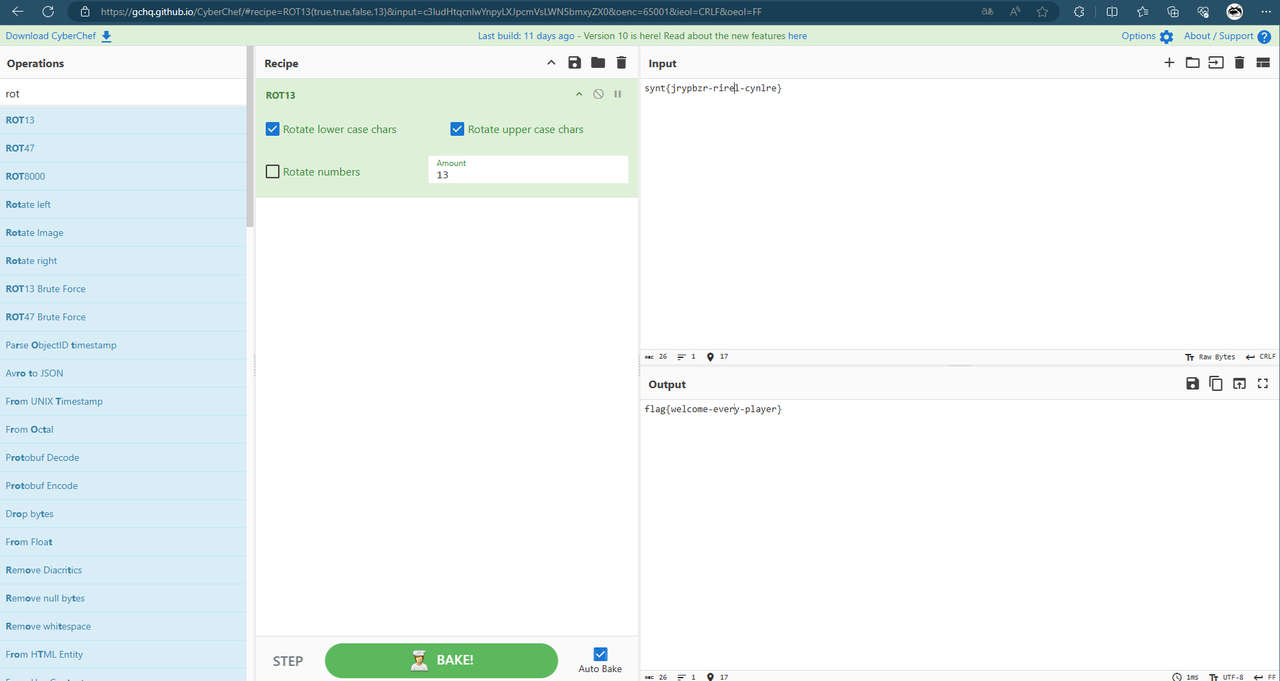 https://gchq.github.io/CyberChef/#recipe=ROT13(true,true,false,13)&input=c3ludHtqcnlwYnpyLXJpcmVsLWN5bmxyZX0&oenc=65001&ieol=CRLF&oeol=FF
Download CyberChef
Last build: 11 days ago - Version 10 is here! Read about the new features here
Options
About / Support
Operations
rot
ROT13
ROT47
ROT8000
Rotate left
Rotate Image
Rotate right
ROT13 Brute Force
ROT47 Brute Force
Parse ObjectID timestamp
Avro to JSON
From UNIX Timestamp
From Octal
Protobuf Decode
Protobuf Encode
Drop bytes
From Float
Remove Diacritics
Remove null bytes
Remove whitespace
From HTML Entity
Recipe
ROT13
Rotate lower case chars
Rotate upper case chars
Rotate numbers
Amount
13
STEP
BAKE!
Auto Bake
Input
synt{jrypbzr-rirel-cynlre}
26 1 17
Raw Bytes
CRLF
Output
flag{welcome-every-player}
26 1 17
1ms
UTF-8
FF